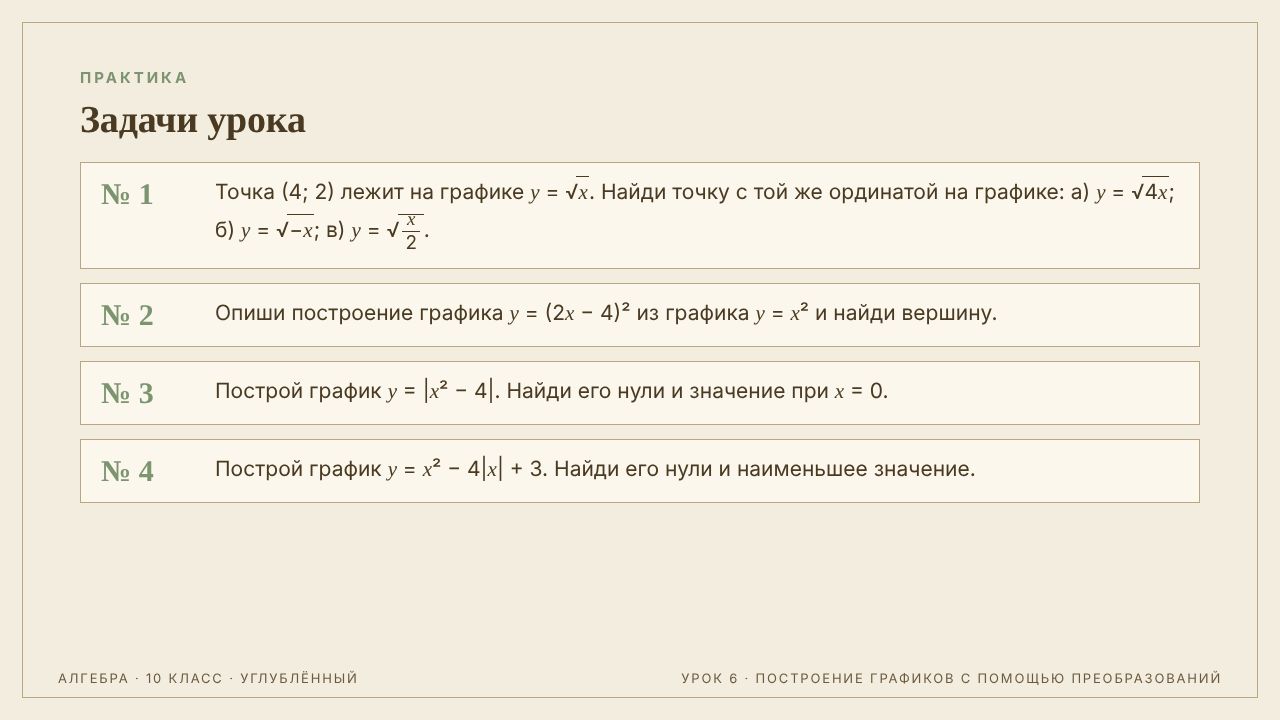 ПРАКТИКА
Задачи урока
№ 1 Точка (4; 2) лежит на графике y = √x. Найди точку с той же ординатой на графике: а) y = √4x;
б) y = √−x; в) y = √x/2.
№ 2 Опиши построение графика y = (2x − 4)² из графика y = x² и найди вершину.
№ 3 Построй график y = |x² − 4|. Найди его нули и значение при x = 0.
№ 4 Построй график y = x² − 4|x| + 3. Найди его нули и наименьшее значение.
АЛГЕБРА · 10 КЛАСС · УГЛУБЛЁННЫЙ
УРОК 6 · ПОСТРОЕНИЕ ГРАФИКОВ С ПОМОЩЬЮ ПРЕОБРАЗОВАНИЙ